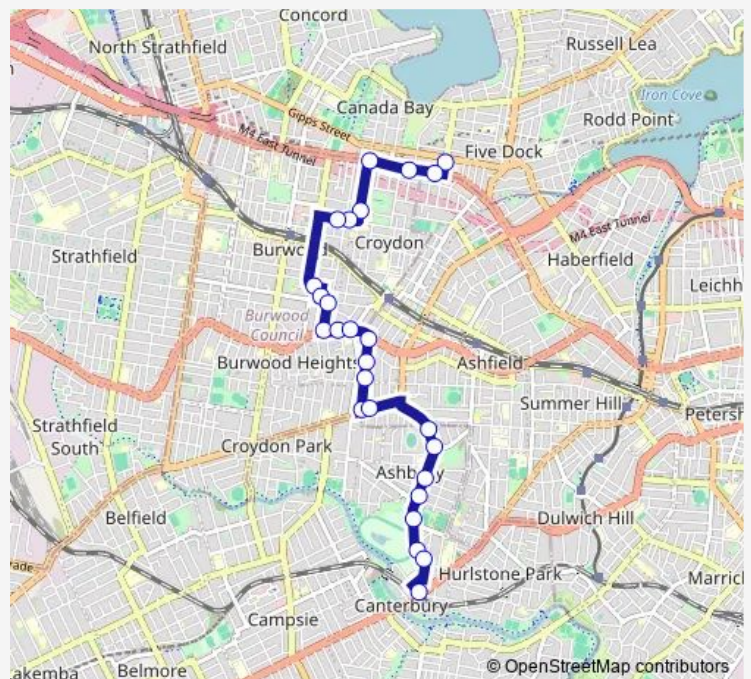 Concord
North Strathfield
Russell Lea
Iron Cove
Canada Bay
Rodd Point
Gipps Street
M4 East Tunnel
Five Dock
M4 East Tunnel
Croydon
Strathfield
Haberfield
Leichh
Burwood
Council
Burwood Heights
Ashfield
Summer Hill
Petersh
Strathfield
South
Croydon Park
Belfield
Dulwich Hill
Hurlstone Park
Marric
Canterbury
Campsie
akemba
Belmore
© OpenStreetMap contributors